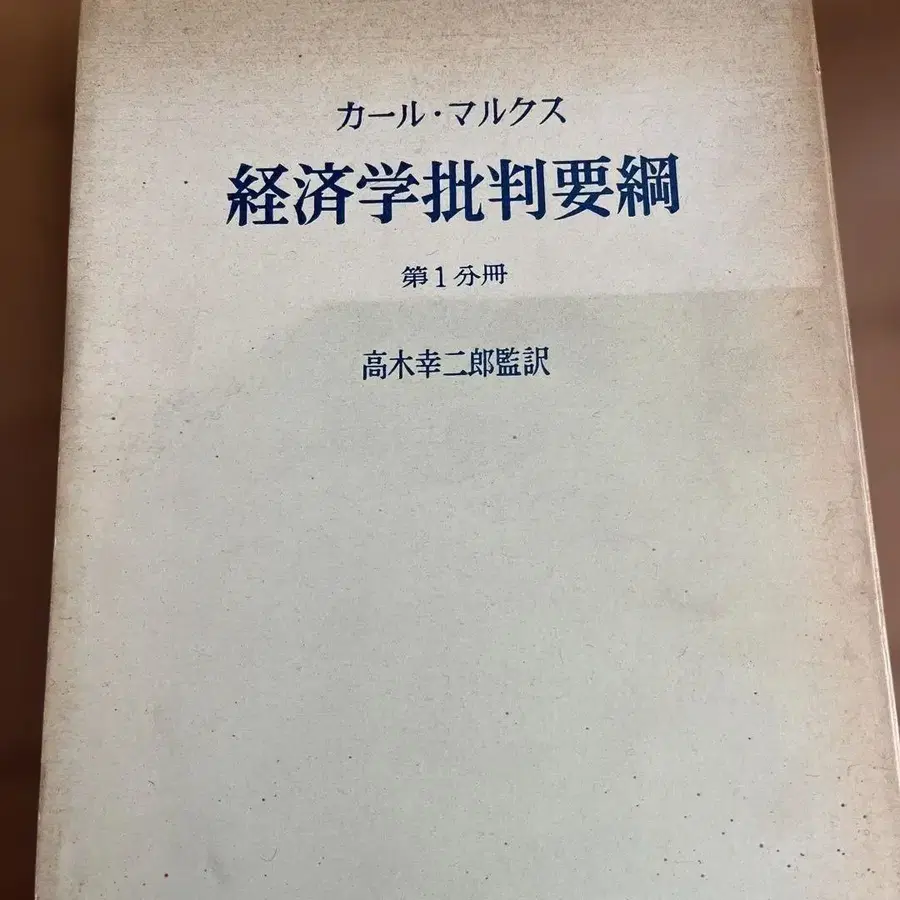 カール・マルクス
経済学批判要綱
第1分冊
高木幸二郎監訳